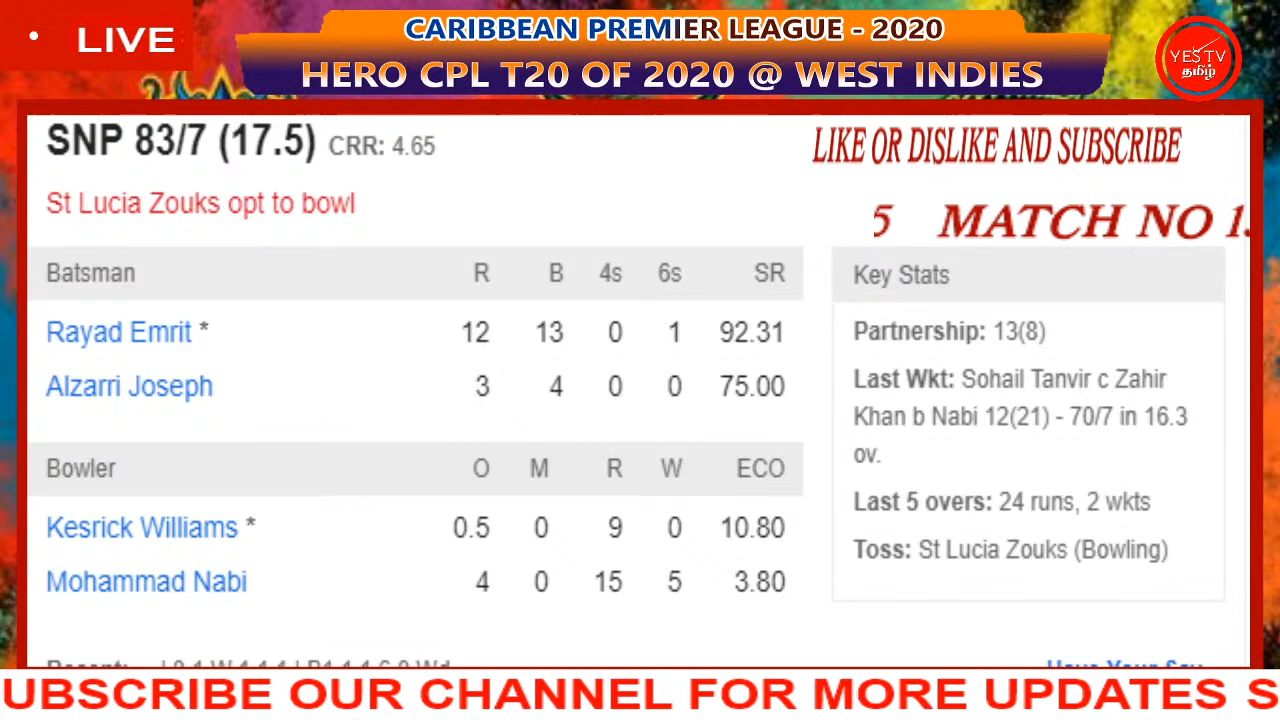 LIVE
CARIBBEAN PREMIER LEAGUE - 2020
HERO CPL T20 OF 2020 @ WEST INDIES
YES TV
தமிழ்
SNP 83/7 (17.5) CRR: 4.65
LIKE OR DISLIKE AND SUBSCRIBE
St Lucia Zouks opt to bowl
5 MATCH NO
Batsman R B 4s 6s SR
Rayad Emrit * 12 13 0 1 92.31
Alzarri Joseph 3 4 0 0 75.00
Bowler O M R W ECO
Kesrick Williams * 0.5 0 9 0 10.80
Mohammad Nabi 4 0 15 5 3.80
Key Stats
Partnership: 13(8)
Last Wkt: Sohail Tanvir c Zahir
Khan b Nabi 12(21) - 70/7 in 16.3
ov.
Last 5 overs: 24 runs, 2 wkts
Toss: St Lucia Zouks (Bowling)
UBSCRIBE OUR CHANNEL FOR MORE UPDATES S